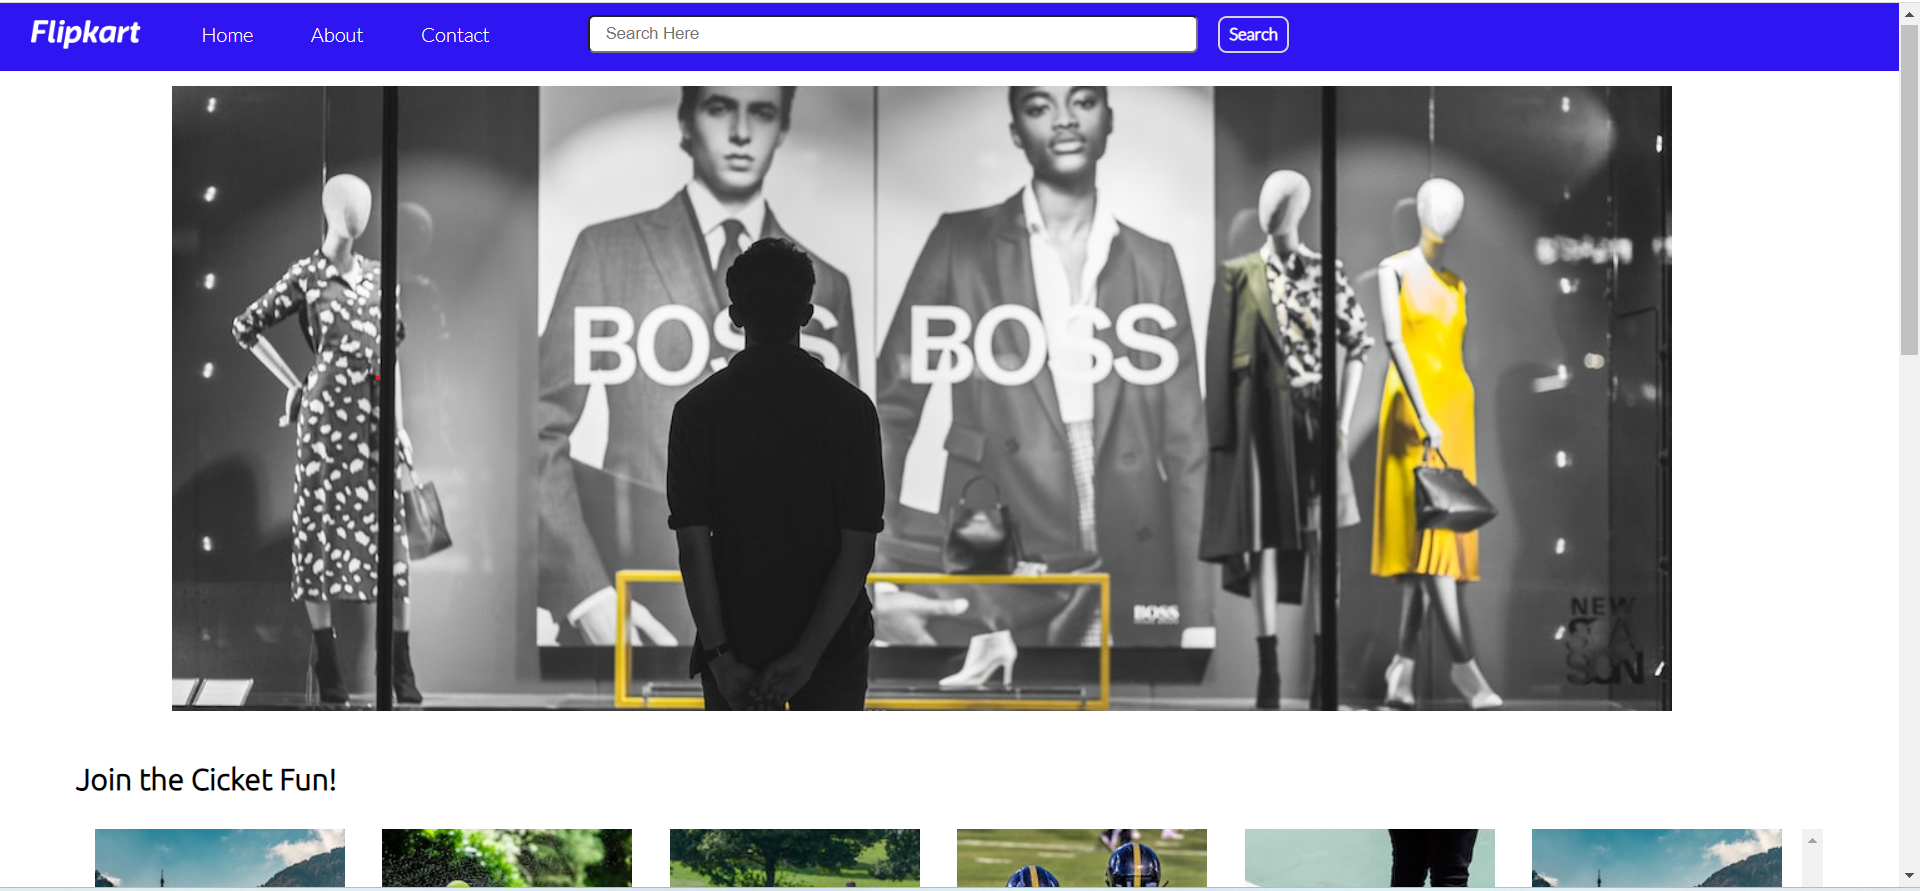 Flipkart Home About Contact Search Here Search
BOSS BOSS
BOSS
NEW
SEASON
Join the Cicket Fun!